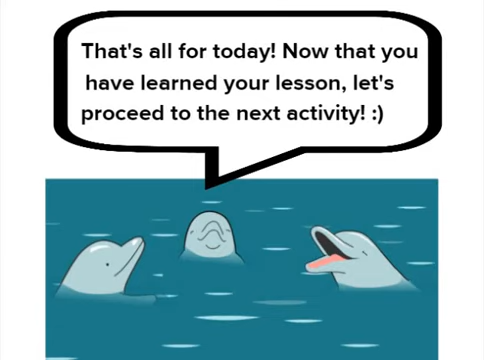 That's all for today! Now that you
have learned your lesson, let's
proceed to the next activity! :)